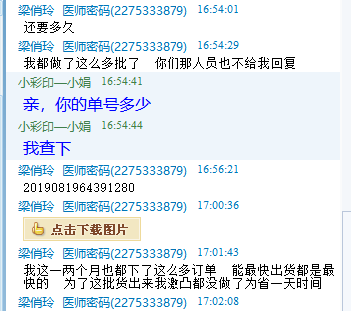 梁俏玲 医师密码(2275333879) 16:54:01
还要多久
梁俏玲 医师密码(2275333879) 16:54:29
我都做了这么多批了 你们那人员也不给我回复
小彩印—小娟 16:54:41
亲，你的单号多少
小彩印—小娟 16:54:44
我查下
梁俏玲 医师密码(2275333879) 16:56:21
2019081964391280
梁俏玲 医师密码(2275333879) 17:00:36
点击下载图片
梁俏玲 医师密码(2275333879) 17:01:43
我这一两个月也都下了这么多订单 能最快出货都是最
快的 为了这批货出来我激凸都没做了为省一天时间
梁俏玲 医师密码(2275333879) 17:02:08